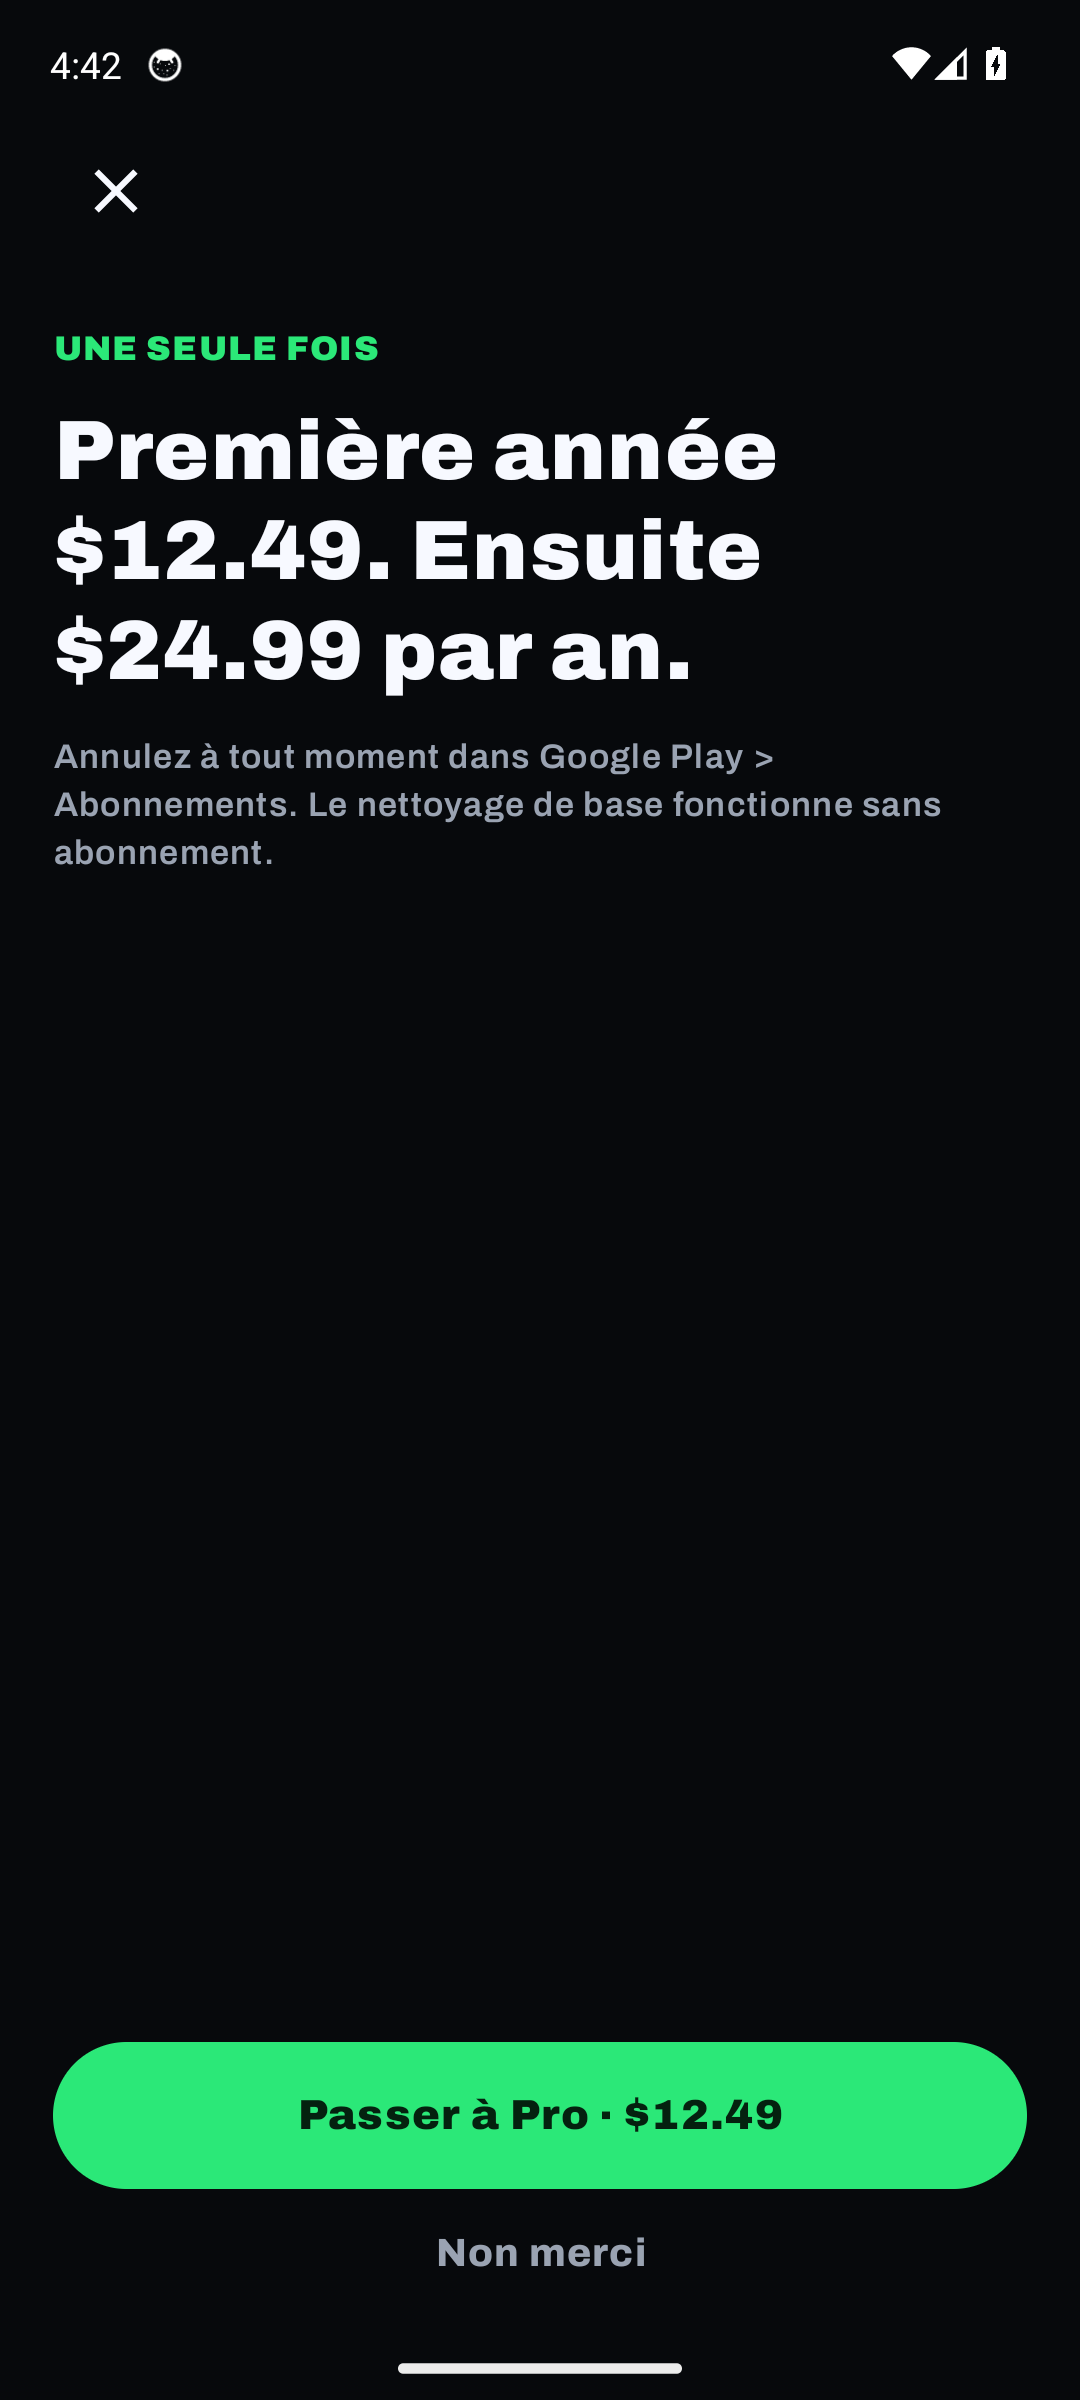 4:42
UNE SEULE FOIS
Première année
$12.49. Ensuite
$24.99 par an.
Annulez à tout moment dans Google Play >
Abonnements. Le nettoyage de base fonctionne sans
abonnement.
Passer à Pro · $12.49
Non merci